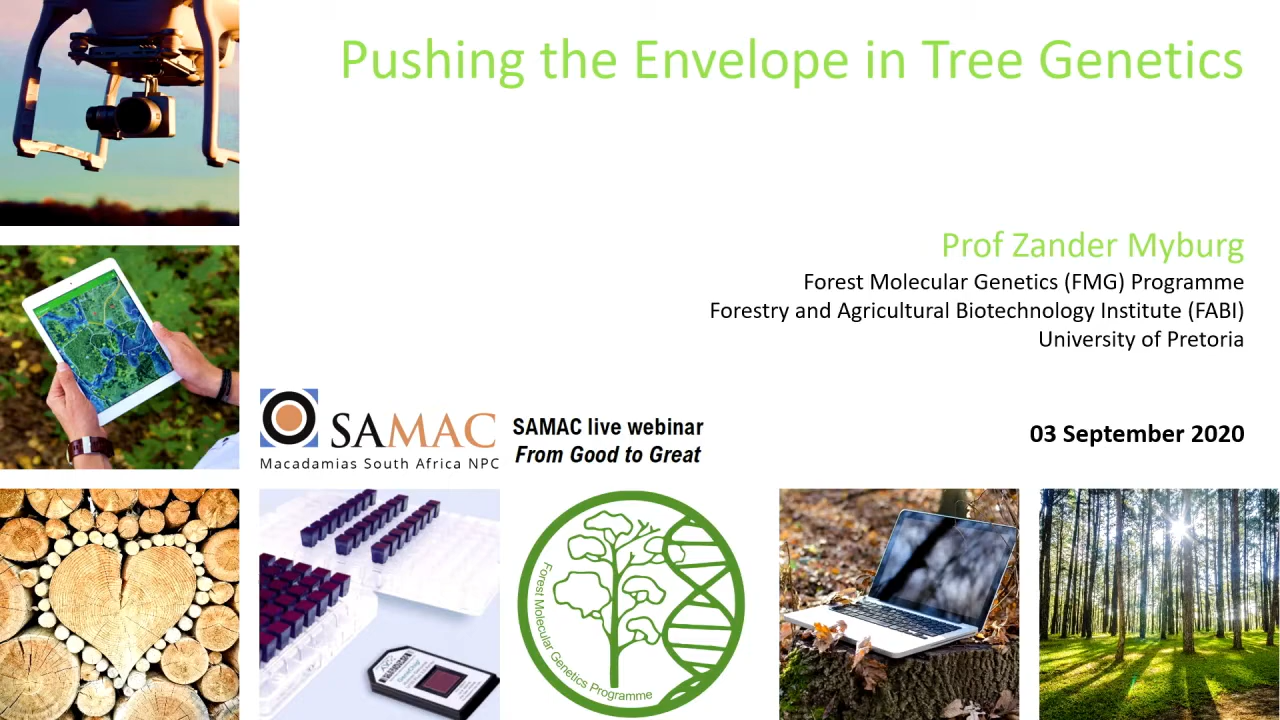 Pushing the Envelope in Tree Genetics
Prof Zander Myburg
Forest Molecular Genetics (FMG) Programme
Forestry and Agricultural Biotechnology Institute (FABI)
University of Pretoria
SAMAC
Macadamias South Africa NPC
SAMAC live webinar
From Good to Great
03 September 2020
Forest Molecular Genetics Programme